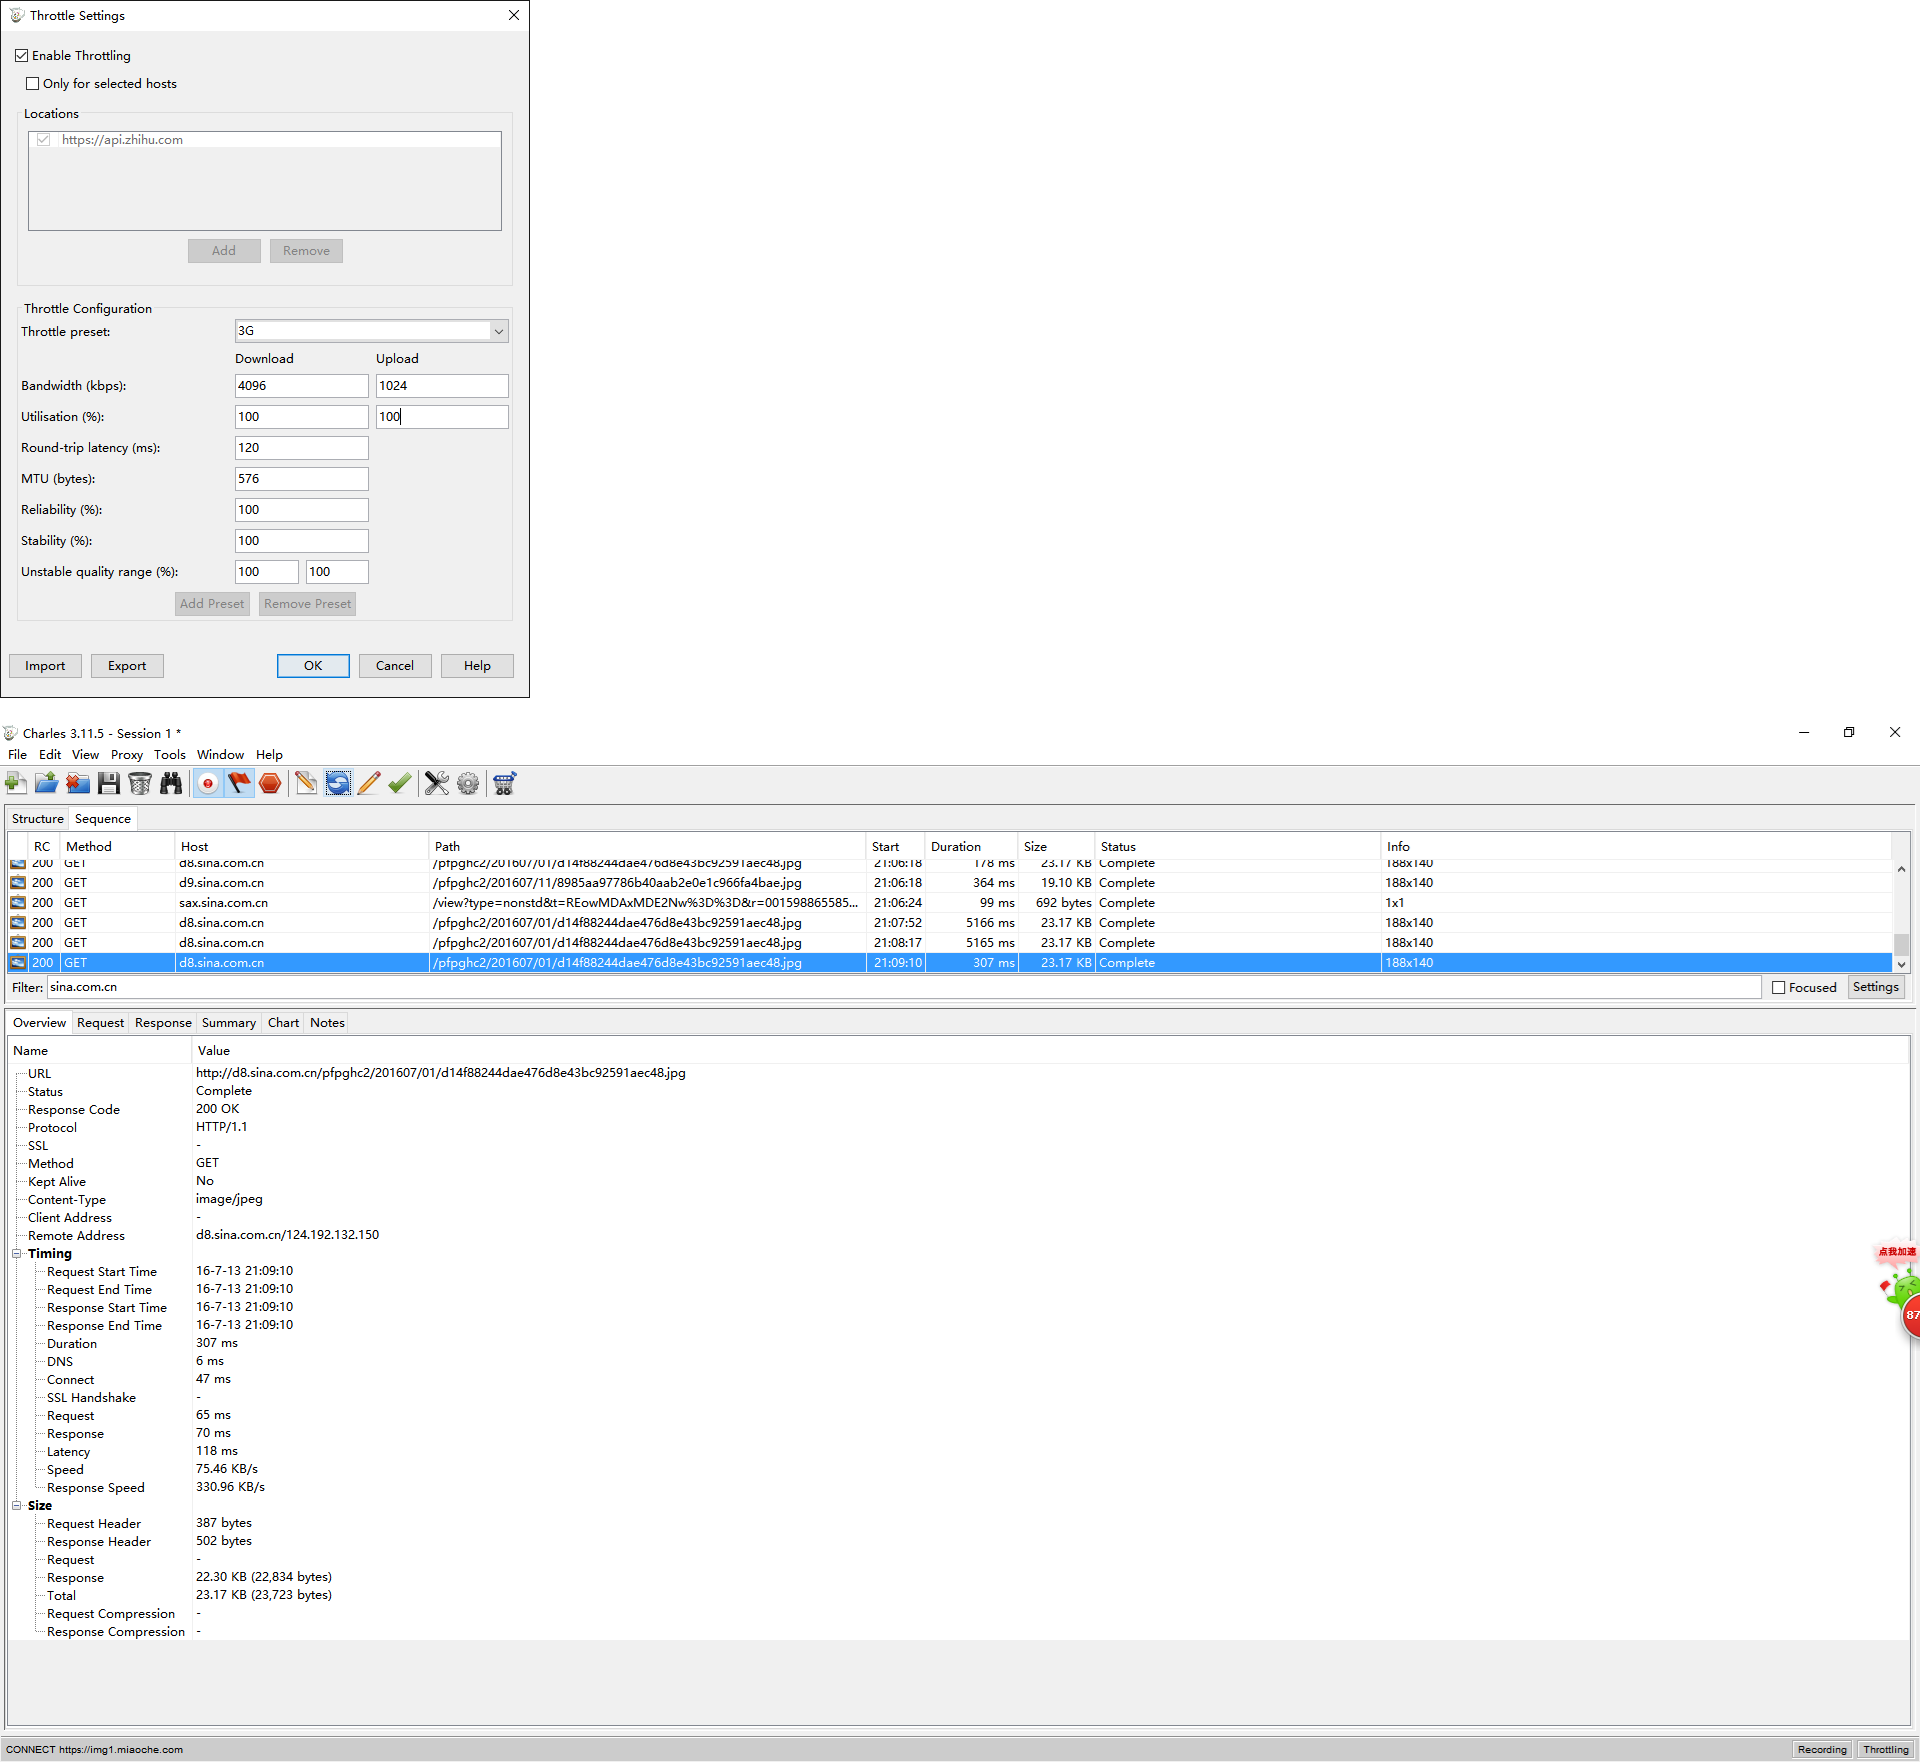 Throttle Settings
Enable Throttling
Only for selected hosts
Locations
https://api.zhihu.com
Add Remove
Throttle Configuration
Throttle preset: 3G
Download Upload
Bandwidth (kbps): 4096 1024
Utilisation (%): 100 100
Round-trip latency (ms): 120
MTU (bytes): 576
Reliability (%): 100
Stability (%): 100
Unstable quality range (%): 100 100
Add Preset Remove Preset
Import Export OK Cancel Help
Charles 3.11.5 - Session 1 *
File Edit View Proxy Tools Window Help
Structure Sequence
RC Method Host Path Start Duration Size Status Info
200 GET d8.sina.com.cn /pfpghc2/201607/01/d14f88244dae476d8e43bc92591aec48.jpg 21:06:18 178 ms 23.17 KB Complete 188x140
200 GET d9.sina.com.cn /pfpghc2/201607/11/8985aa97786b40aab2e0e1c966fa4bae.jpg 21:06:18 364 ms 19.10 KB Complete 188x140
200 GET sax.sina.com.cn /view?type=nonstd&t=REowMDAxMDE2Nw%3D%3D&r=001598865585... 21:06:24 99 ms 692 bytes Complete 1x1
200 GET d8.sina.com.cn /pfpghc2/201607/01/d14f88244dae476d8e43bc92591aec48.jpg 21:07:52 5166 ms 23.17 KB Complete 188x140
200 GET d8.sina.com.cn /pfpghc2/201607/01/d14f88244dae476d8e43bc92591aec48.jpg 21:08:17 5165 ms 23.17 KB Complete 188x140
200 GET d8.sina.com.cn /pfpghc2/201607/01/d14f88244dae476d8e43bc92591aec48.jpg 21:09:10 307 ms 23.17 KB Complete 188x140
Filter: sina.com.cn Focused Settings
Overview Request Response Summary Chart Notes
Name Value
URL http://d8.sina.com.cn/pfpghc2/201607/01/d14f88244dae476d8e43bc92591aec48.jpg
Status Complete
Response Code 200 OK
Protocol HTTP/1.1
SSL -
Method GET
Kept Alive No
Content-Type image/jpeg
Client Address -
Remote Address d8.sina.com.cn/124.192.132.150
Timing
Request Start Time 16-7-13 21:09:10
Request End Time 16-7-13 21:09:10
Response Start Time 16-7-13 21:09:10
Response End Time 16-7-13 21:09:10
Duration 307 ms
DNS 6 ms
Connect 47 ms
SSL Handshake -
Request 65 ms
Response 70 ms
Latency 118 ms
Speed 75.46 KB/s
Response Speed 330.96 KB/s
Size
Request Header 387 bytes
Response Header 502 bytes
Request -
Response 22.30 KB (22,834 bytes)
Total 23.17 KB (23,723 bytes)
Request Compression -
Response Compression -
点我加速
87
CONNECT https://img1.miaoche.com Recording Throttling